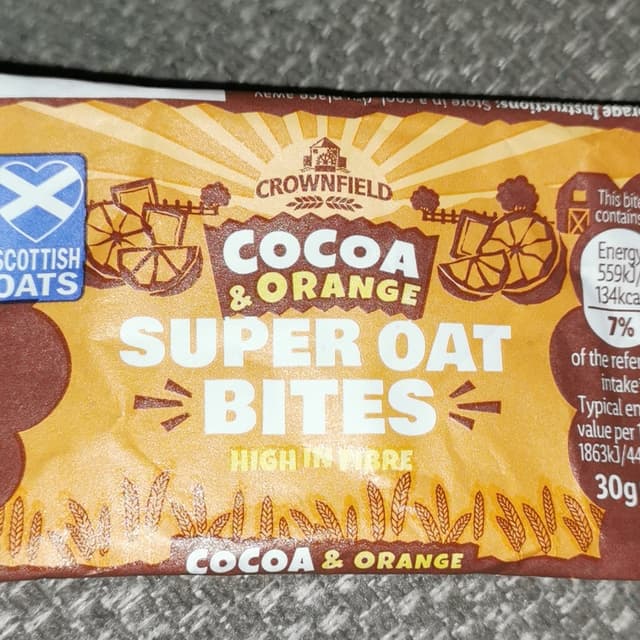 rage Instructions: Store in a cool, dry place away
CROWNFIELD
SCOTTISH
OATS
COCOA
& ORANGE
SUPER OAT
BITES
HIGH IN FIBRE
COCOA & ORANGE
This bite
contains
Energy
559kJ/
134kca
7%
of the refer
intake
Typical en
value per 1
1863kJ/44
30g